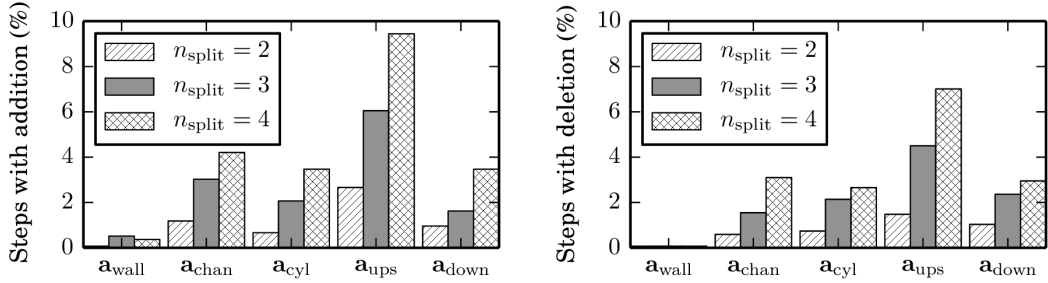 Steps with addition (%)
10
8
6
4
2
0
n_split = 2
n_split = 3
n_split = 4
a_wall a_chan a_cyl a_ups a_down
Steps with deletion (%)
10
8
6
4
2
0
n_split = 2
n_split = 3
n_split = 4
a_wall a_chan a_cyl a_ups a_down